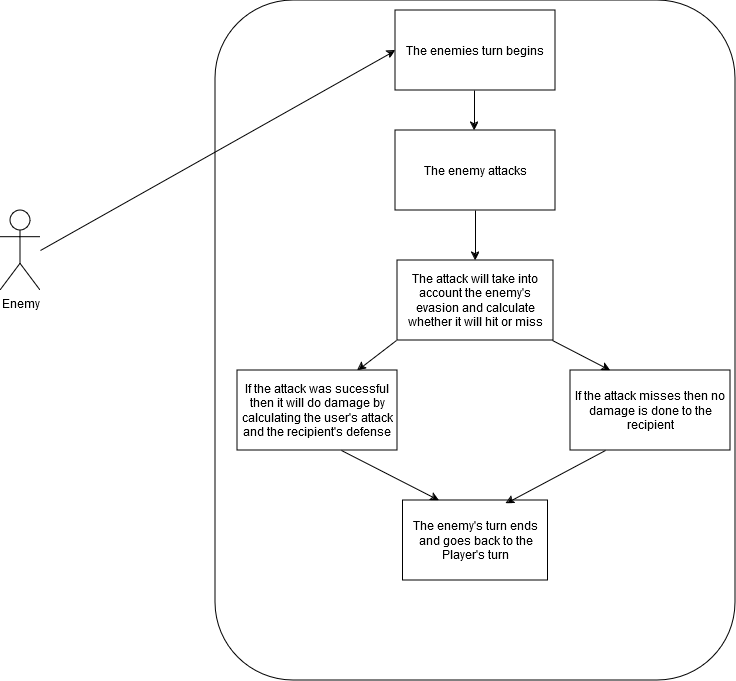 The enemies turn begins
The enemy attacks
Enemy
The attack will take into
account the enemy's
evasion and calculate
whether it will hit or miss
If the attack was sucessful
then it will do damage by
calculating the user's attack
and the recipient's defense
If the attack misses then no
damage is done to the
recipient
The enemy's turn ends
and goes back to the
Player's turn